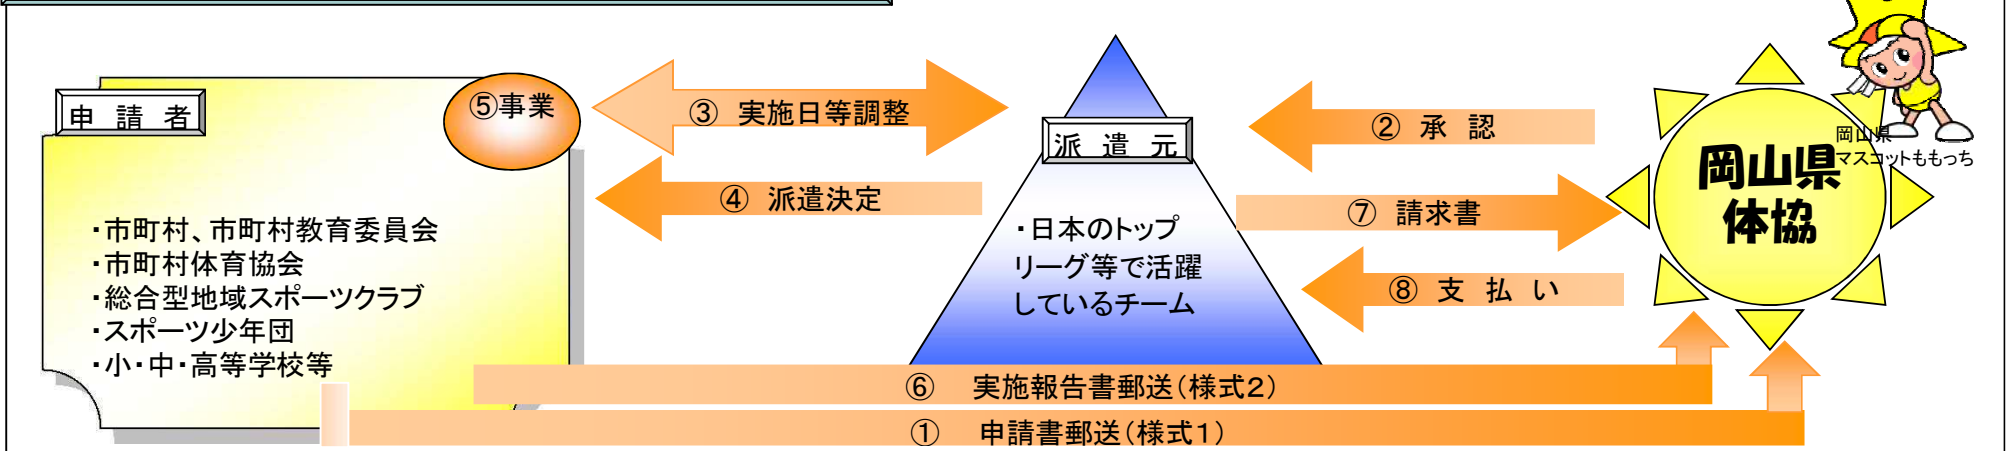 申 請 者
⑤事業
・市町村、市町村教育委員会
・市町村体育協会
・総合型地域スポーツクラブ
・スポーツ少年団
・小・中・高等学校等
③ 実施日等調整
④ 派遣決定
派 遣 元
・日本のトップ
リーグ等で活躍
しているチーム
② 承 認
⑦ 請求書
⑧ 支 払 い
岡山県
体協
岡山県
マスコットももっち
⑥ 実施報告書郵送(様式2)
① 申請書郵送(様式1)